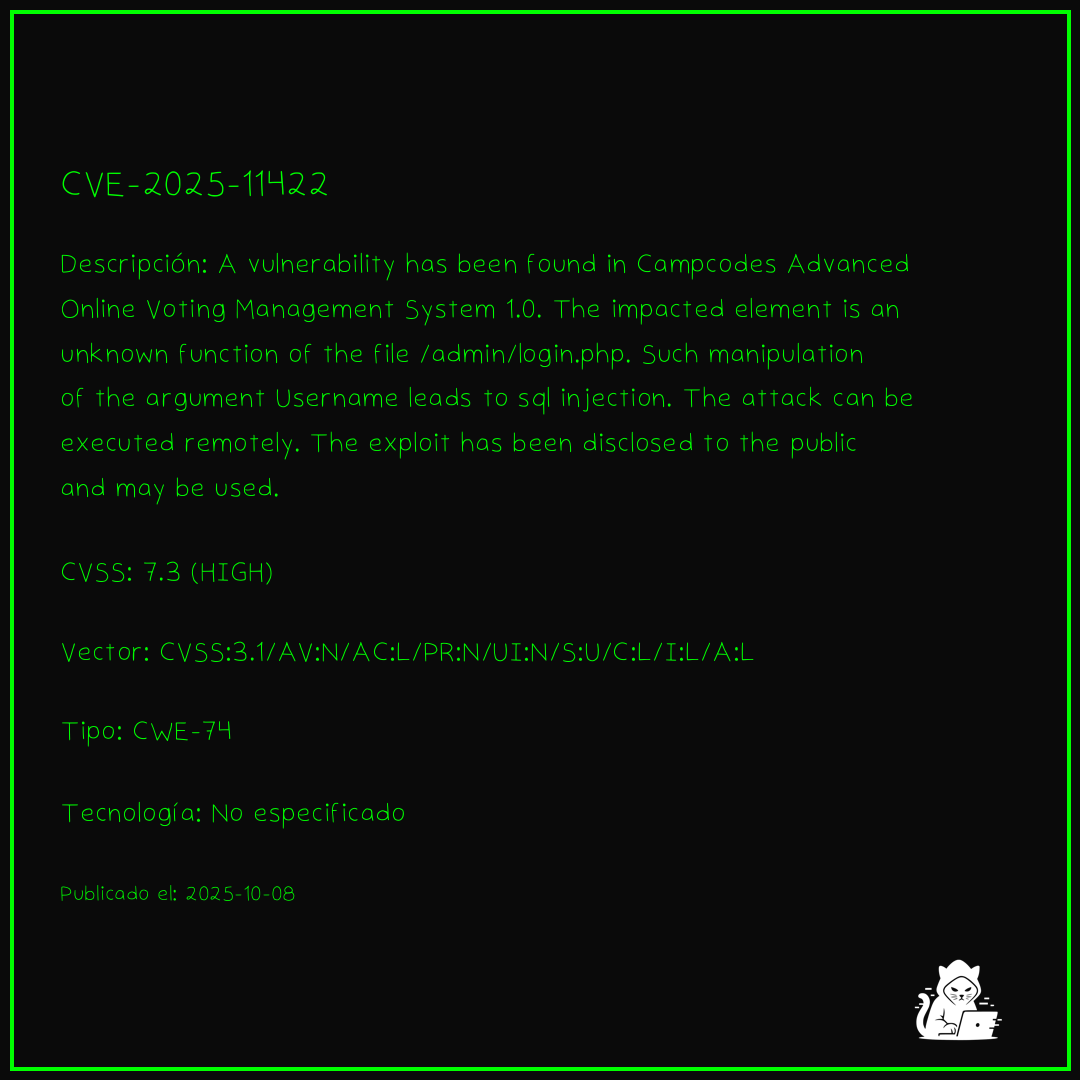 CVE-2025-11422
Descripción: A vulnerability has been found in Campcodes Advanced
Online Voting Management System 1.0. The impacted element is an
unknown function of the file /admin/login.php. Such manipulation
of the argument Username leads to sql injection. The attack can be
executed remotely. The exploit has been disclosed to the public
and may be used.
CVSS: 7.3 (HIGH)
Vector: CVSS:3.1/AV:N/AC:L/PR:N/UI:N/S:U/C:L/I:L/A:L
Tipo: CWE-74
Tecnología: No especificado
Publicado el: 2025-10-08